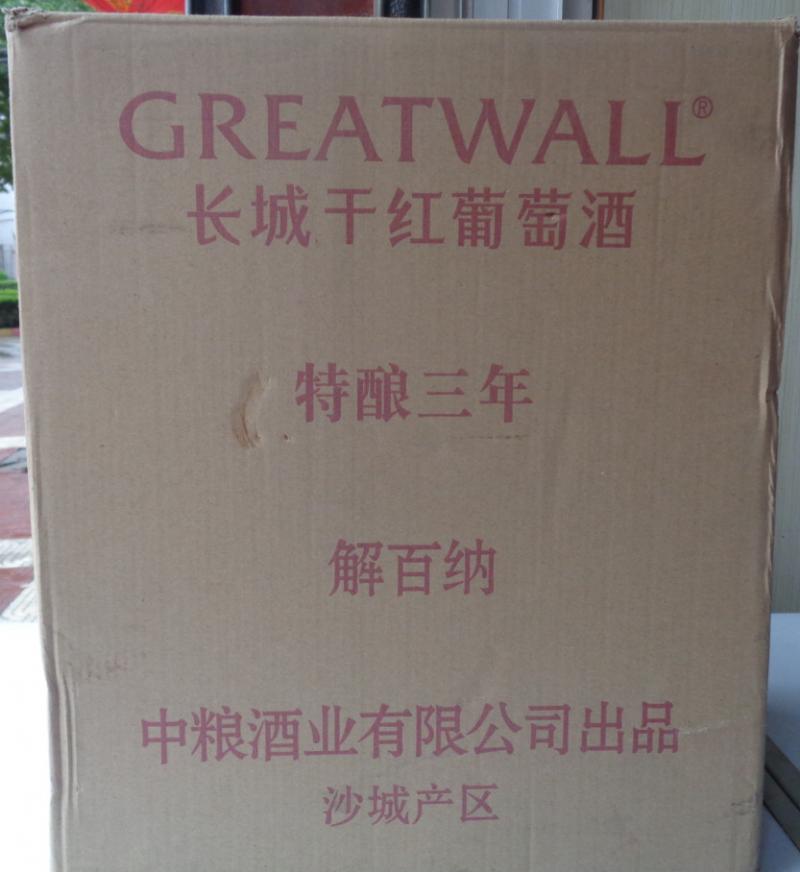 GREATWALL®
长城干红葡萄酒
特酿三年
解百纳
中粮酒业有限公司出品
沙城产区